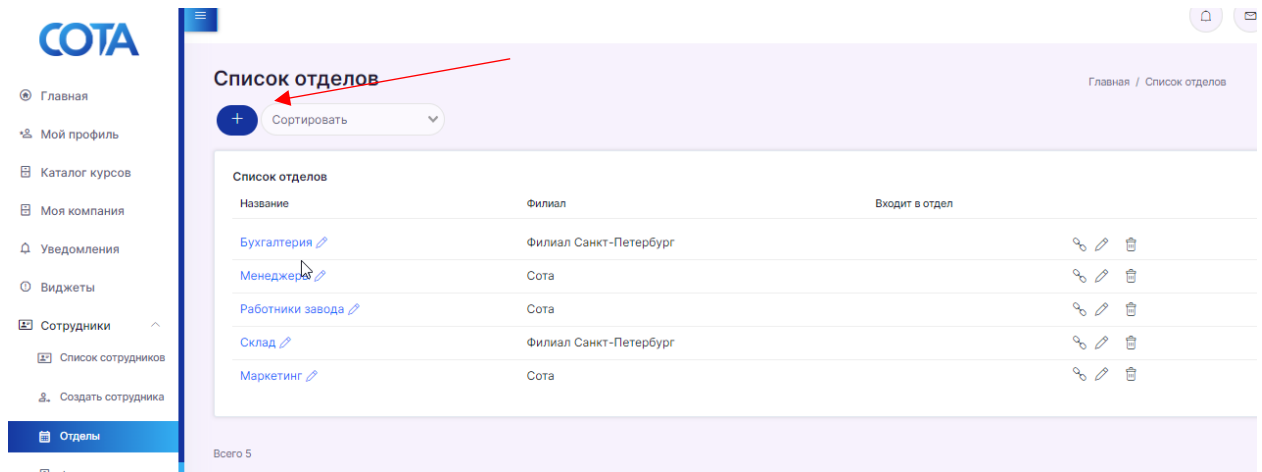 СОТА
Главная
Мой профиль
Каталог курсов
Моя компания
Уведомления
Виджеты
Сотрудники
Список сотрудников
Создать сотрудника
Отделы
Список отделов
Главная / Список отделов
+ Сортировать
Список отделов
Название Филиал Входит в отдел
Бухгалтерия Филиал Санкт-Петербург
Менеджеры Сота
Работники завода Сота
Склад Филиал Санкт-Петербург
Маркетинг Сота
Всего 5